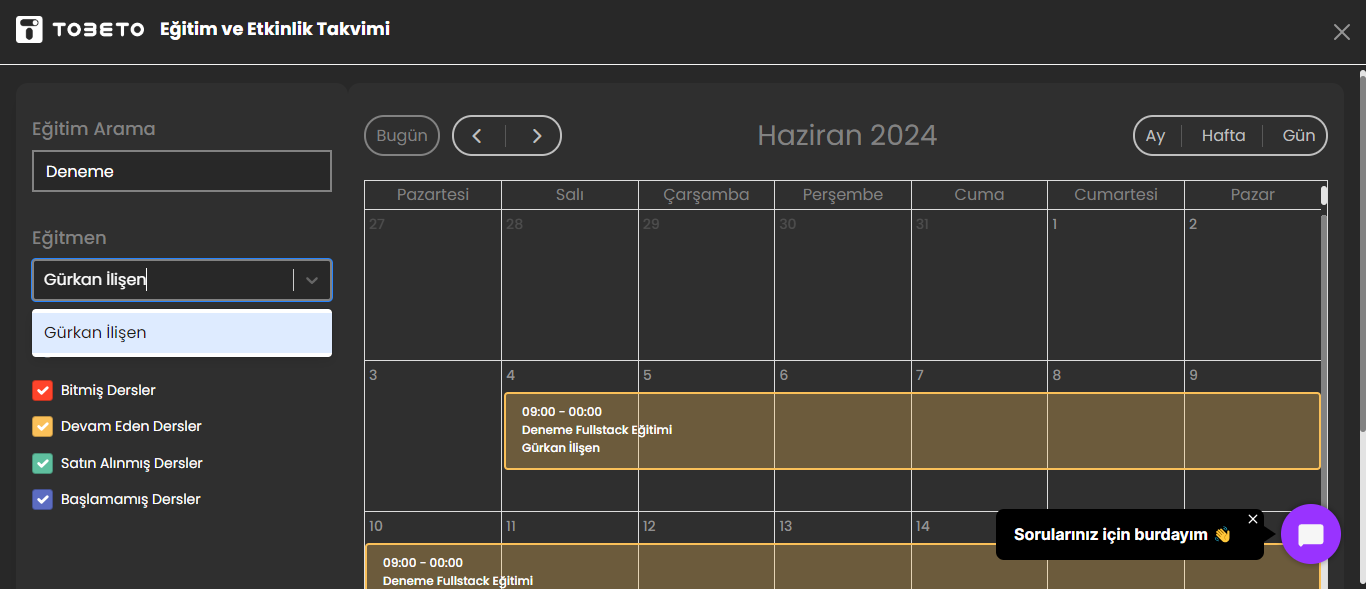 TOBETO Eğitim ve Etkinlik Takvimi
Eğitim Arama
Deneme
Eğitmen
Gürkan İlişen
Gürkan İlişen
Bitmiş Dersler
Devam Eden Dersler
Satın Alınmış Dersler
Başlamamış Dersler
Bugün
Haziran 2024
Ay Hafta Gün
Pazartesi Salı Çarşamba Perşembe Cuma Cumartesi Pazar
27 28 29 30 31 1 2
3 4 5 6 7 8 9
09:00 - 00:00
Deneme Fullstack Eğitimi
Gürkan İlişen
10 11 12 13 14
09:00 - 00:00
Deneme Fullstack Eğitimi
Sorularınız için burdayım 👋